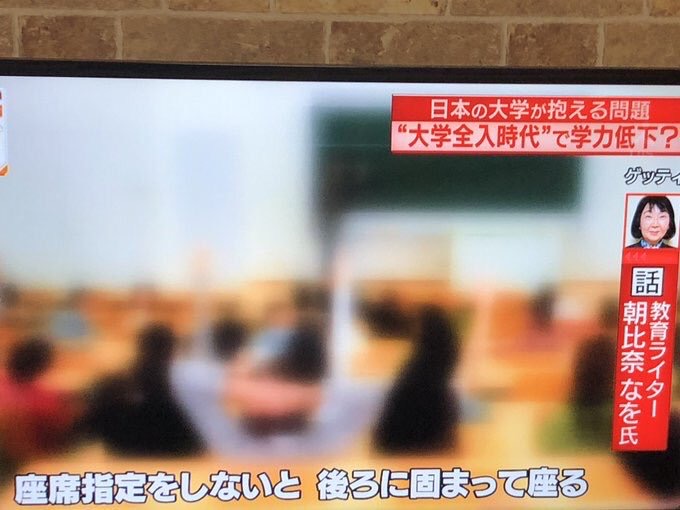 日本の大学が抱える問題
“大学全入時代”で学力低下？
ゲッティ
話
教育ライター
朝比奈 なを氏
座席指定をしないと 後ろに固まって座る